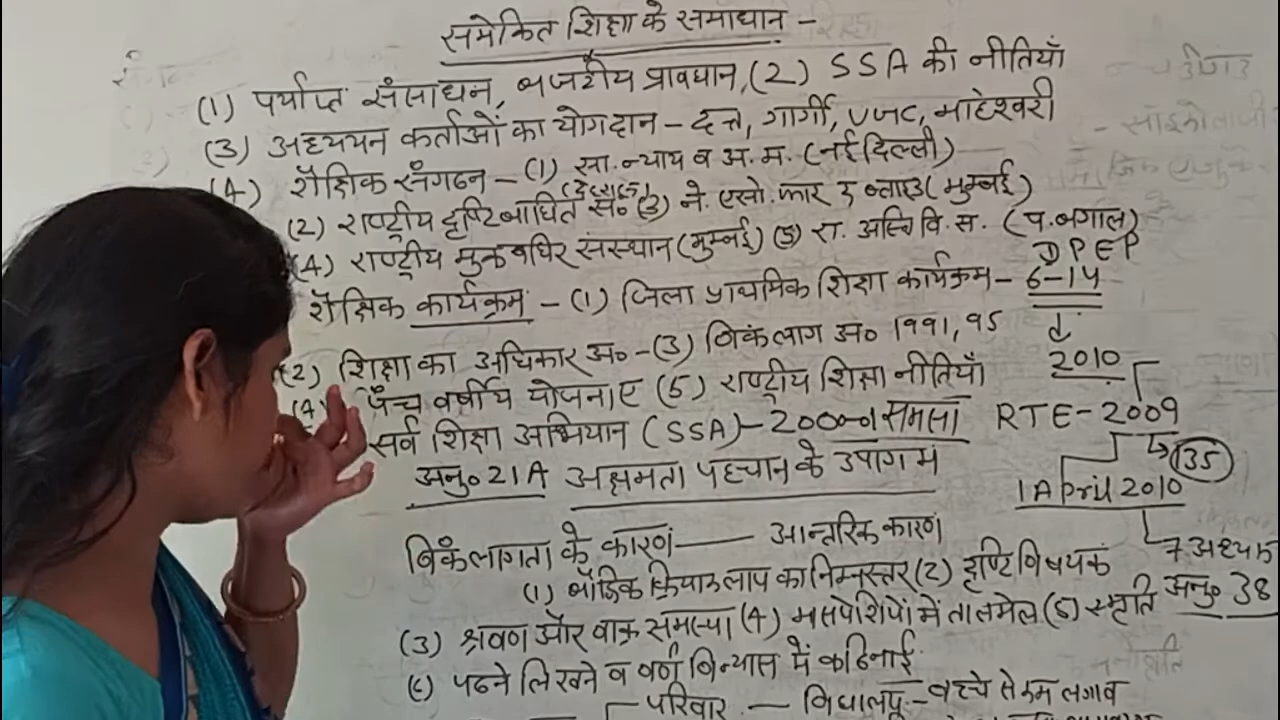 समेकित शिक्षा के समाधान -
(1) पर्याप्त संसाधन, बजटीय प्रावधान, (2) SSA की नीतियाँ
(3) अध्ययन कर्ताओं का योगदान - दत्त, गार्गी, UJC, माहेश्वरी
(4) शैक्षिक संगठन - (1) सा. न्याय व अ. म. (नई दिल्ली)
(2) राष्ट्रीय दृष्टि बाधित सं० (3) ने. एसो. फार द ब्लाइ (मुम्बई)
(4) राष्ट्रीय मुक बधिर संस्थान (मुम्बई) (5) रा. अस्थि वि. स. (प. बंगाल)
DPEP
शैक्षिक कार्यक्रम - (1) जिला प्राथमिक शिक्षा कार्यक्रम - 6-14
(2) शिक्षा का अधिकार अ० - (3) विकंलाग अ० 1991, 95
2010
(4) पँच वर्षीय योजनाए (5) राष्ट्रीय शिक्षा नीतियाँ
सर्व शिक्षा अभियान (SSA) - 2000-01 समसा RTE-2009
(35)
अनु० 21A अक्षमता पहचान के उपागम
1 April 2010
विकंलागता के कारण —— आन्तरिक कारण
7 अध्याय
(1) बौद्धिक क्रियाकलाप का निम्नस्तर (2) दृष्टि विषयक
अनु० 38
(3) श्रवण और वाक समस्या (4) मसपेशियों में तालमेल (5) स्मृति
(6) पढने लिखने व वर्ण विन्यास में कठिनाई
परिवार — विधालय - बच्चे से कम लगाव